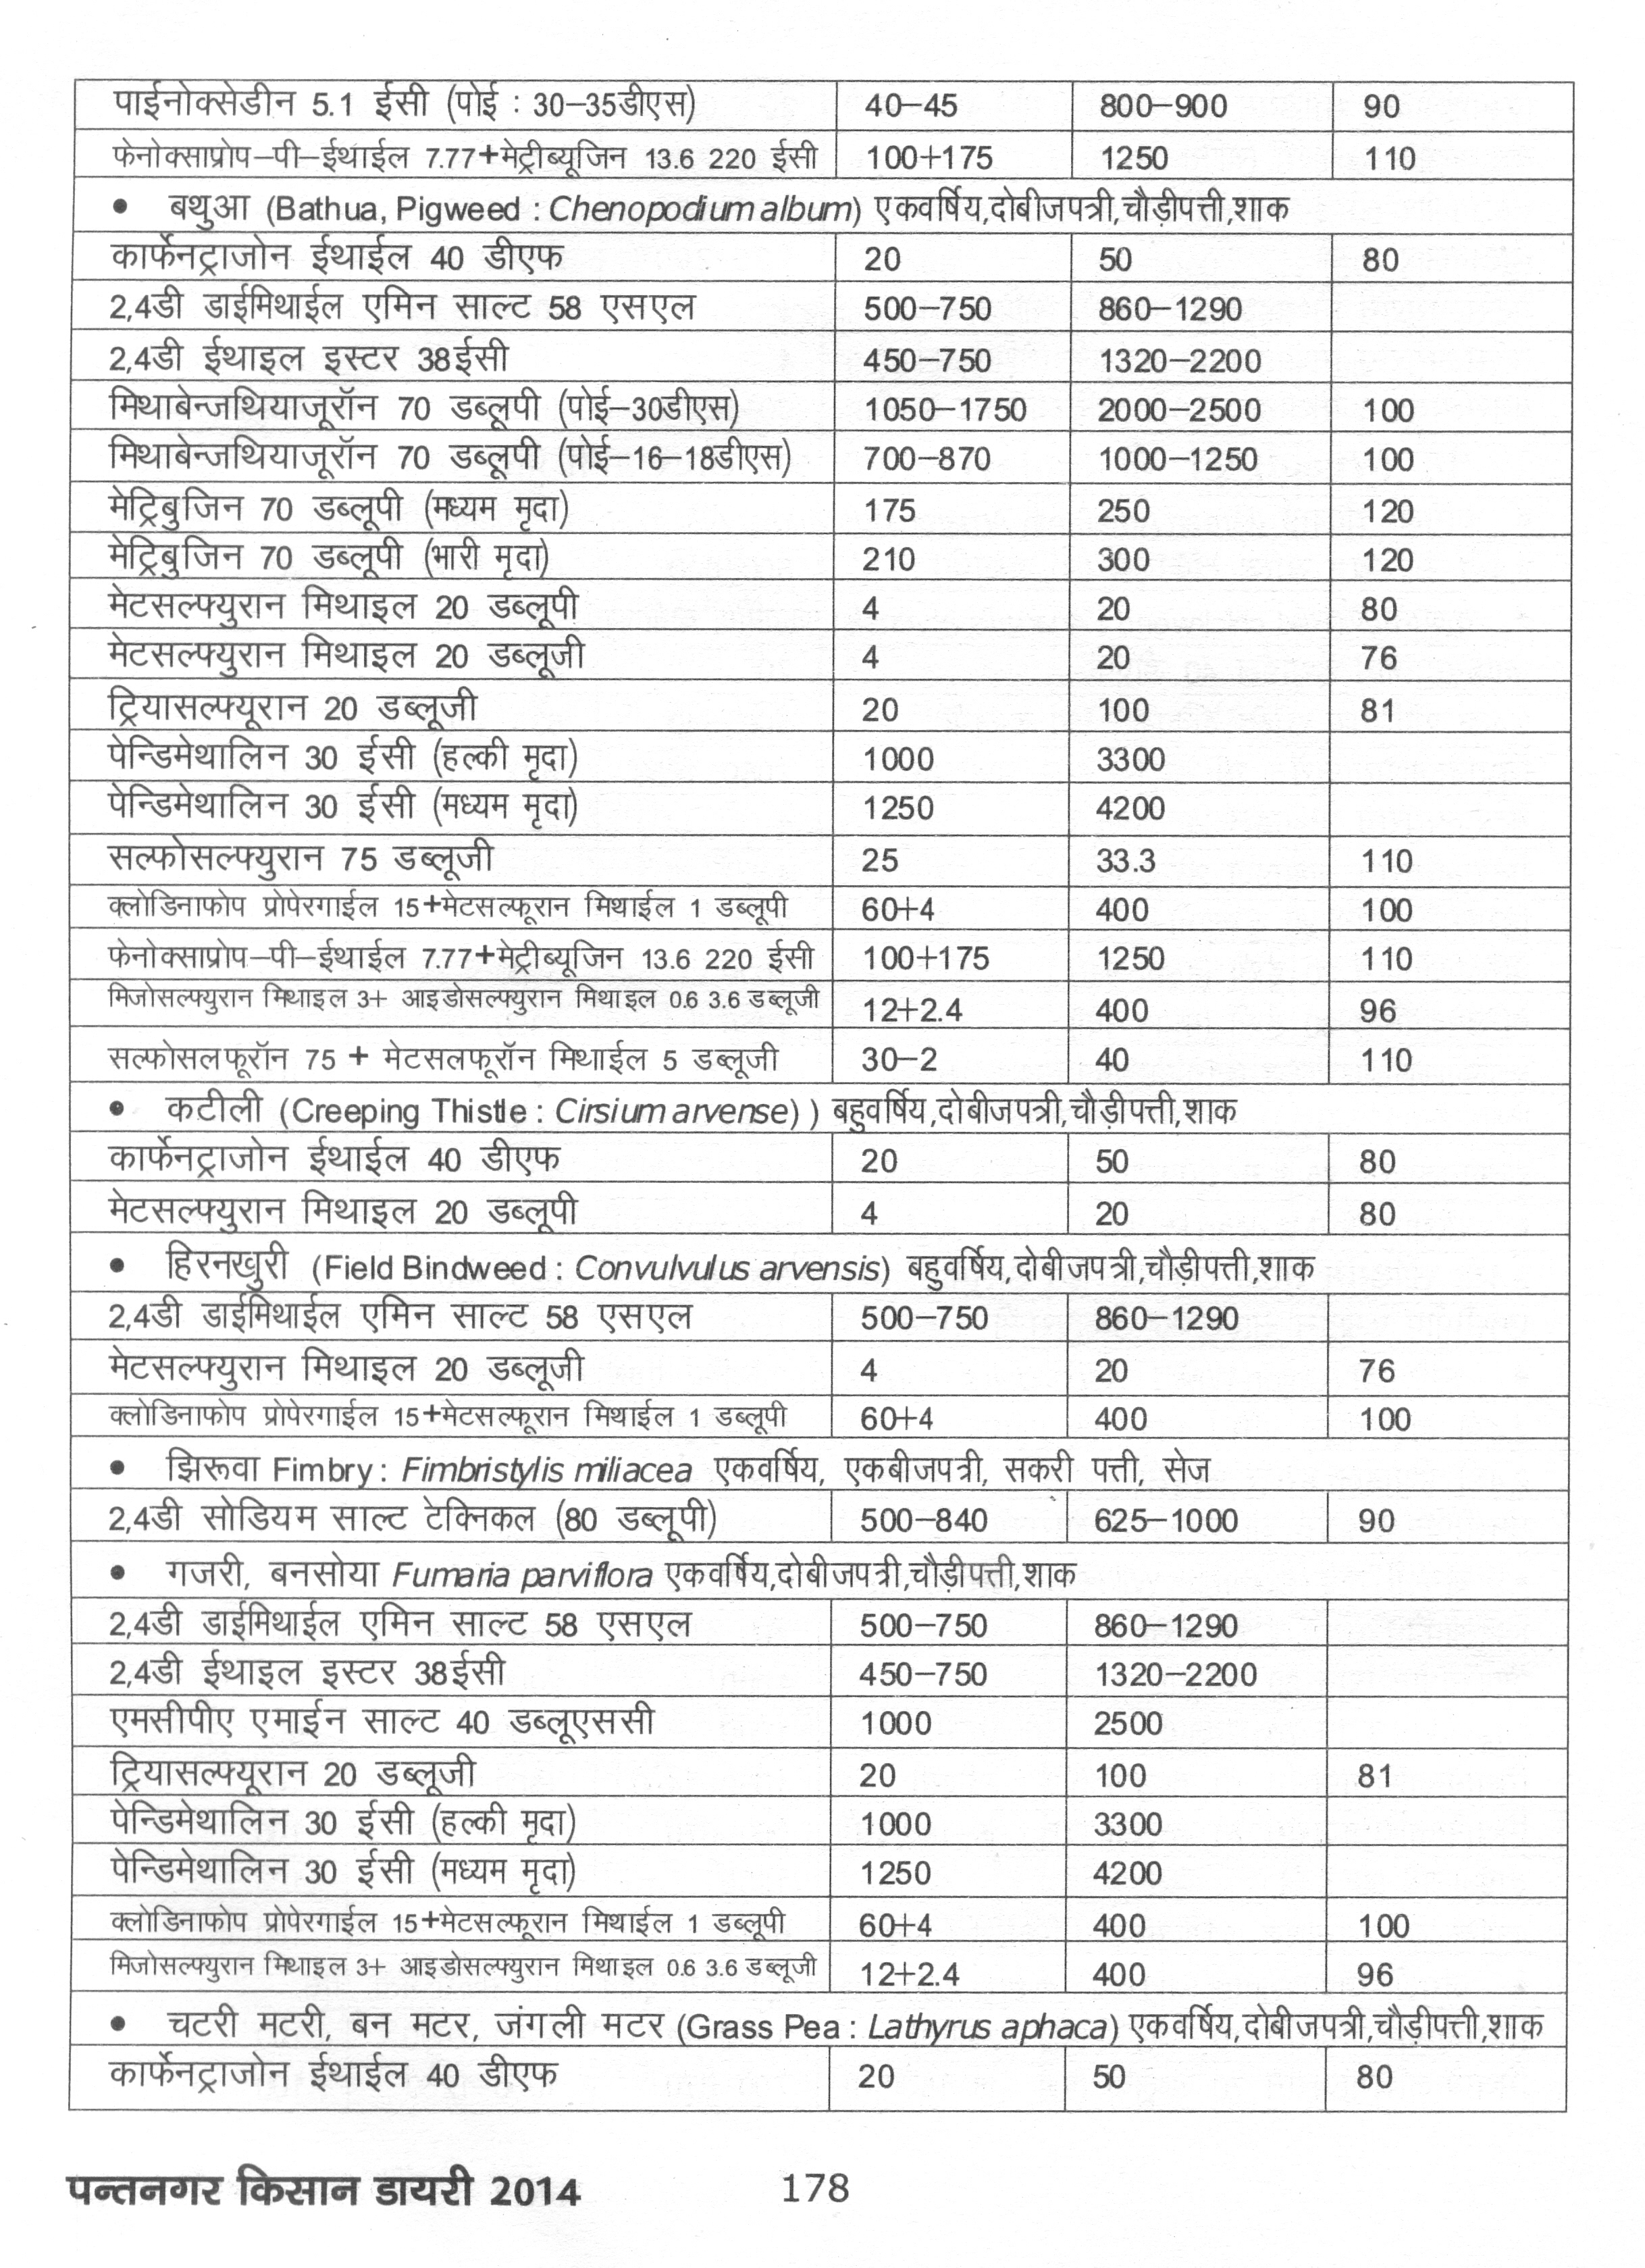 पाईनोक्सेडीन 5.1 ईसी (पोई : 30–35डीएस) 40–45 800–900 90
फेनोक्साप्रोप–पी–ईथाईल 7.77+मेट्रीब्यूजिन 13.6 220 ईसी 100+175 1250 110
• बथुआ (Bathua, Pigweed : Chenopodium album) एकवर्षिय,दोबीजपत्री,चौड़ीपत्ती,शाक
कार्फेनट्राजोन ईथाईल 40 डीएफ 20 50 80
2,4डी डाईमिथाईल एमिन साल्ट 58 एसएल 500–750 860–1290
2,4डी ईथाइल इस्टर 38ईसी 450–750 1320–2200
मिथाबेन्जथियाजूरॉन 70 डब्लूपी (पोई–30डीएस) 1050–1750 2000–2500 100
मिथाबेन्जथियाजूरॉन 70 डब्लूपी (पोई–16–18डीएस) 700–870 1000–1250 100
मेट्रिबुजिन 70 डब्लूपी (मध्यम मृदा) 175 250 120
मेट्रिबुजिन 70 डब्लूपी (भारी मृदा) 210 300 120
मेटसल्फ्युरान मिथाइल 20 डब्लूपी 4 20 80
मेटसल्फ्युरान मिथाइल 20 डब्लूजी 4 20 76
ट्रियासल्फ्यूरान 20 डब्लूजी 20 100 81
पेन्डिमेथालिन 30 ईसी (हल्की मृदा) 1000 3300
पेन्डिमेथालिन 30 ईसी (मध्यम मृदा) 1250 4200
सल्फोसल्फ्युरान 75 डब्लूजी 25 33.3 110
क्लोडिनाफोप प्रोपेरगाईल 15+मेटसल्फूरान मिथाईल 1 डब्लूपी 60+4 400 100
फेनोक्साप्रोप–पी–ईथाईल 7.77+मेट्रीब्यूजिन 13.6 220 ईसी 100+175 1250 110
मिजोसल्फ्युरान मिथाइल 3+ आइडोसल्फ्युरान मिथाइल 0.6 3.6 डब्लूजी 12+2.4 400 96
सल्फोसलफूरॉन 75 + मेटसलफूरॉन मिथाईल 5 डब्लूजी 30–2 40 110
• कटीली (Creeping Thistle : Cirsium arvense) ) बहुवर्षिय,दोबीजपत्री,चौड़ीपत्ती,शाक
कार्फेनट्राजोन ईथाईल 40 डीएफ 20 50 80
मेटसल्फ्युरान मिथाइल 20 डब्लूपी 4 20 80
• हिरनखुरी (Field Bindweed : Convulvulus arvensis) बहुवर्षिय,दोबीजपत्री,चौड़ीपत्ती,शाक
2,4डी डाईमिथाईल एमिन साल्ट 58 एसएल 500–750 860–1290
मेटसल्फ्युरान मिथाइल 20 डब्लूजी 4 20 76
क्लोडिनाफोप प्रोपेरगाईल 15+मेटसल्फूरान मिथाईल 1 डब्लूपी 60+4 400 100
• झिरूवा Fimbry : Fimbristylis miliacea एकवर्षिय, एकबीजपत्री, सकरी पत्ती, सेज
2,4डी सोडियम साल्ट टेक्निकल (80 डब्लूपी) 500–840 625–1000 90
• गजरी, बनसोया Fumaria parviflora एकवर्षिय,दोबीजपत्री,चौड़ीपत्ती,शाक
2,4डी डाईमिथाईल एमिन साल्ट 58 एसएल 500–750 860–1290
2,4डी ईथाइल इस्टर 38ईसी 450–750 1320–2200
एमसीपीए एमाईन साल्ट 40 डब्लूएससी 1000 2500
ट्रियासल्फ्यूरान 20 डब्लूजी 20 100 81
पेन्डिमेथालिन 30 ईसी (हल्की मृदा) 1000 3300
पेन्डिमेथालिन 30 ईसी (मध्यम मृदा) 1250 4200
क्लोडिनाफोप प्रोपेरगाईल 15+मेटसल्फूरान मिथाईल 1 डब्लूपी 60+4 400 100
मिजोसल्फ्युरान मिथाइल 3+ आइडोसल्फ्युरान मिथाइल 0.6 3.6 डब्लूजी 12+2.4 400 96
• चटरी मटरी, बन मटर, जंगली मटर (Grass Pea : Lathyrus aphaca) एकवर्षिय,दोबीजपत्री,चौड़ीपत्ती,शाक
कार्फेनट्राजोन ईथाईल 40 डीएफ 20 50 80
पन्तनगर किसान डायरी 2014 178